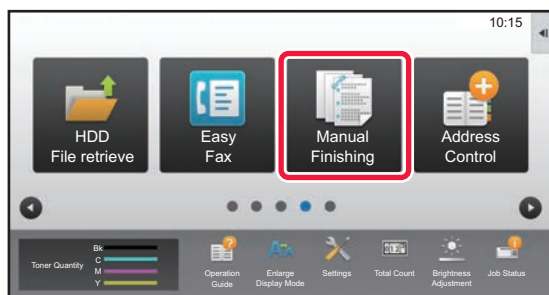 10:15
HDD
File retrieve
Easy
Fax
Manual
Finishing
Address
Control
Toner Quantity
Bk
C
M
Y
Operation
Guide
Enlarge
Display Mode
Settings
Total Count
Brightness
Adjustment
Job Status